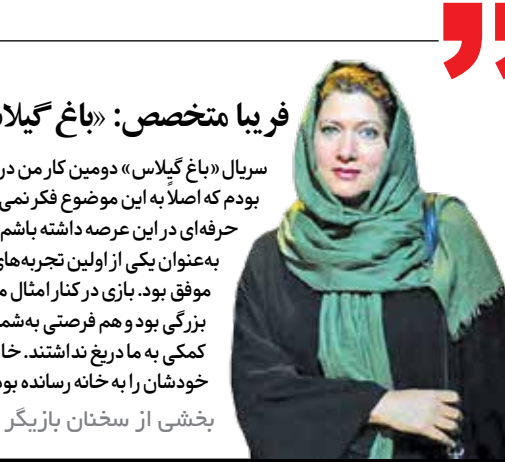 فریبا متخصص: «باغ گیلا
سریال «باغ گیلاس» دومین کار من در
بودم که اصلاً به این موضوع فکر نمی
حرفه‌ای در این عرصه داشته باشم
به‌عنوان یکی از اولین تجربه‌های
موفق بود. بازی در کنار امثال م
بزرگی بود و هم فرصتی به‌شم
کمکی به ما دریغ نداشتند. خا
خودشان را به خانه رسانده بود
بخشی از سخنان بازیگر